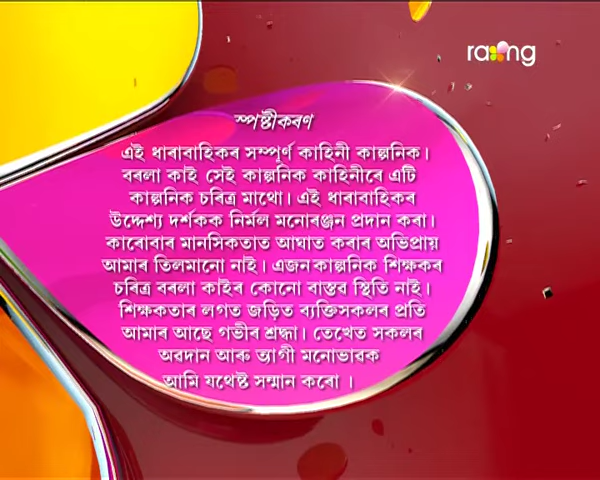 rang
স্পষ্টীকৰণ
এই ধাৰাবাহিকৰ সম্পূৰ্ণ কাহিনী কাল্পনিক।
বৰলা কাই সেই কাল্পনিক কাহিনীৰে এটি
কাল্পনিক চৰিত্ৰ মাথো। এই ধাৰাবাহিকৰ
উদ্দেশ্য দৰ্শকক নিৰ্মল মনোৰঞ্জন প্ৰদান কৰা।
কাৰোবাৰ মানসিকতাত আঘাত কৰাৰ অভিপ্ৰায়
আমাৰ তিলমানো নাই। এজন কাল্পনিক শিক্ষকৰ
চৰিত্ৰ বৰলা কাইৰ কোনো বাস্তৱ স্থিতি নাই।
শিক্ষকতাৰ লগত জড়িত ব্যক্তিসকলৰ প্ৰতি
আমাৰ আছে গভীৰ শ্ৰদ্ধা। তেখেত সকলৰ
অৱদান আৰু ত্যাগী মনোভাৱক
আমি যথেষ্ট সন্মান কৰো ।